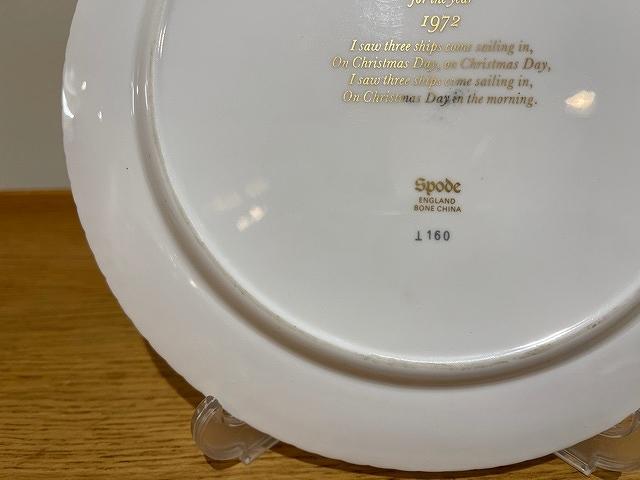 for the year
1972
I saw three ships come sailing in,
On Christmas Day, on Christmas Day,
I saw three ships come sailing in,
On Christmas Day in the morning.
Spode
ENGLAND
BONE CHINA
⊥160